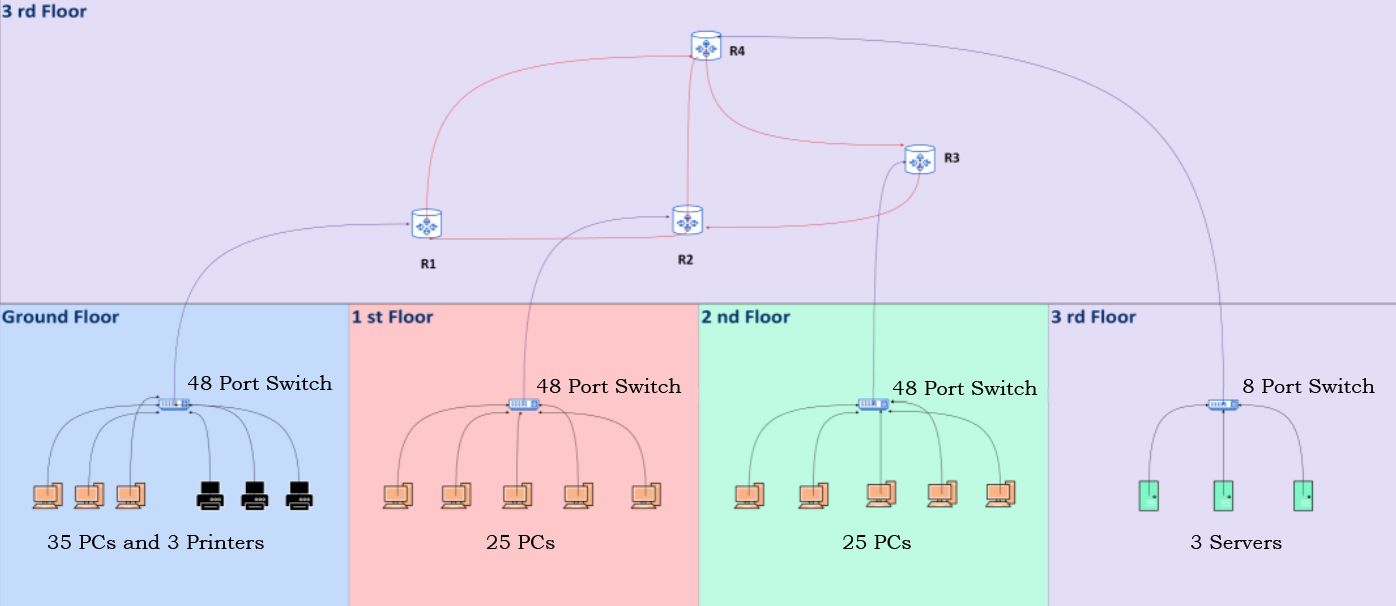 3 rd Floor
R4
R3
R1
R2
Ground Floor
1 st Floor
2 nd Floor
3 rd Floor
48 Port Switch
48 Port Switch
48 Port Switch
8 Port Switch
35 PCs and 3 Printers
25 PCs
25 PCs
3 Servers